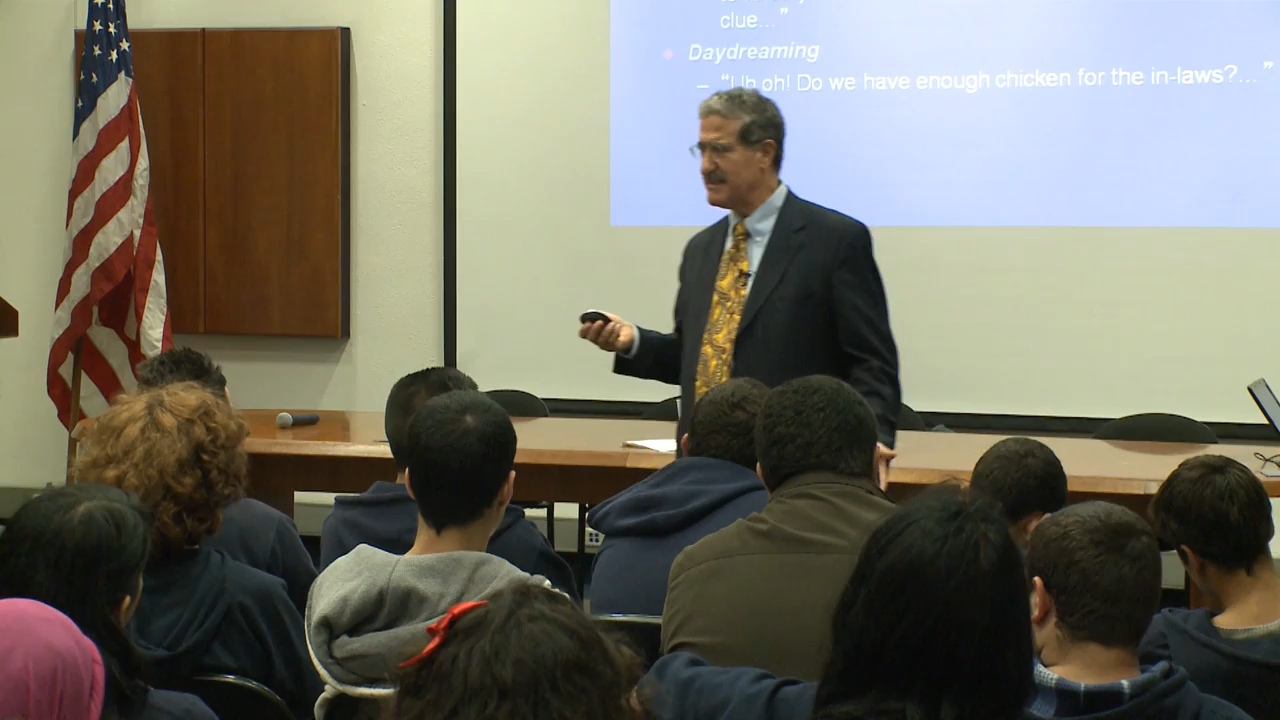 clue…”
Daydreaming
– “Uh oh! Do we have enough chicken for the in-laws?…”